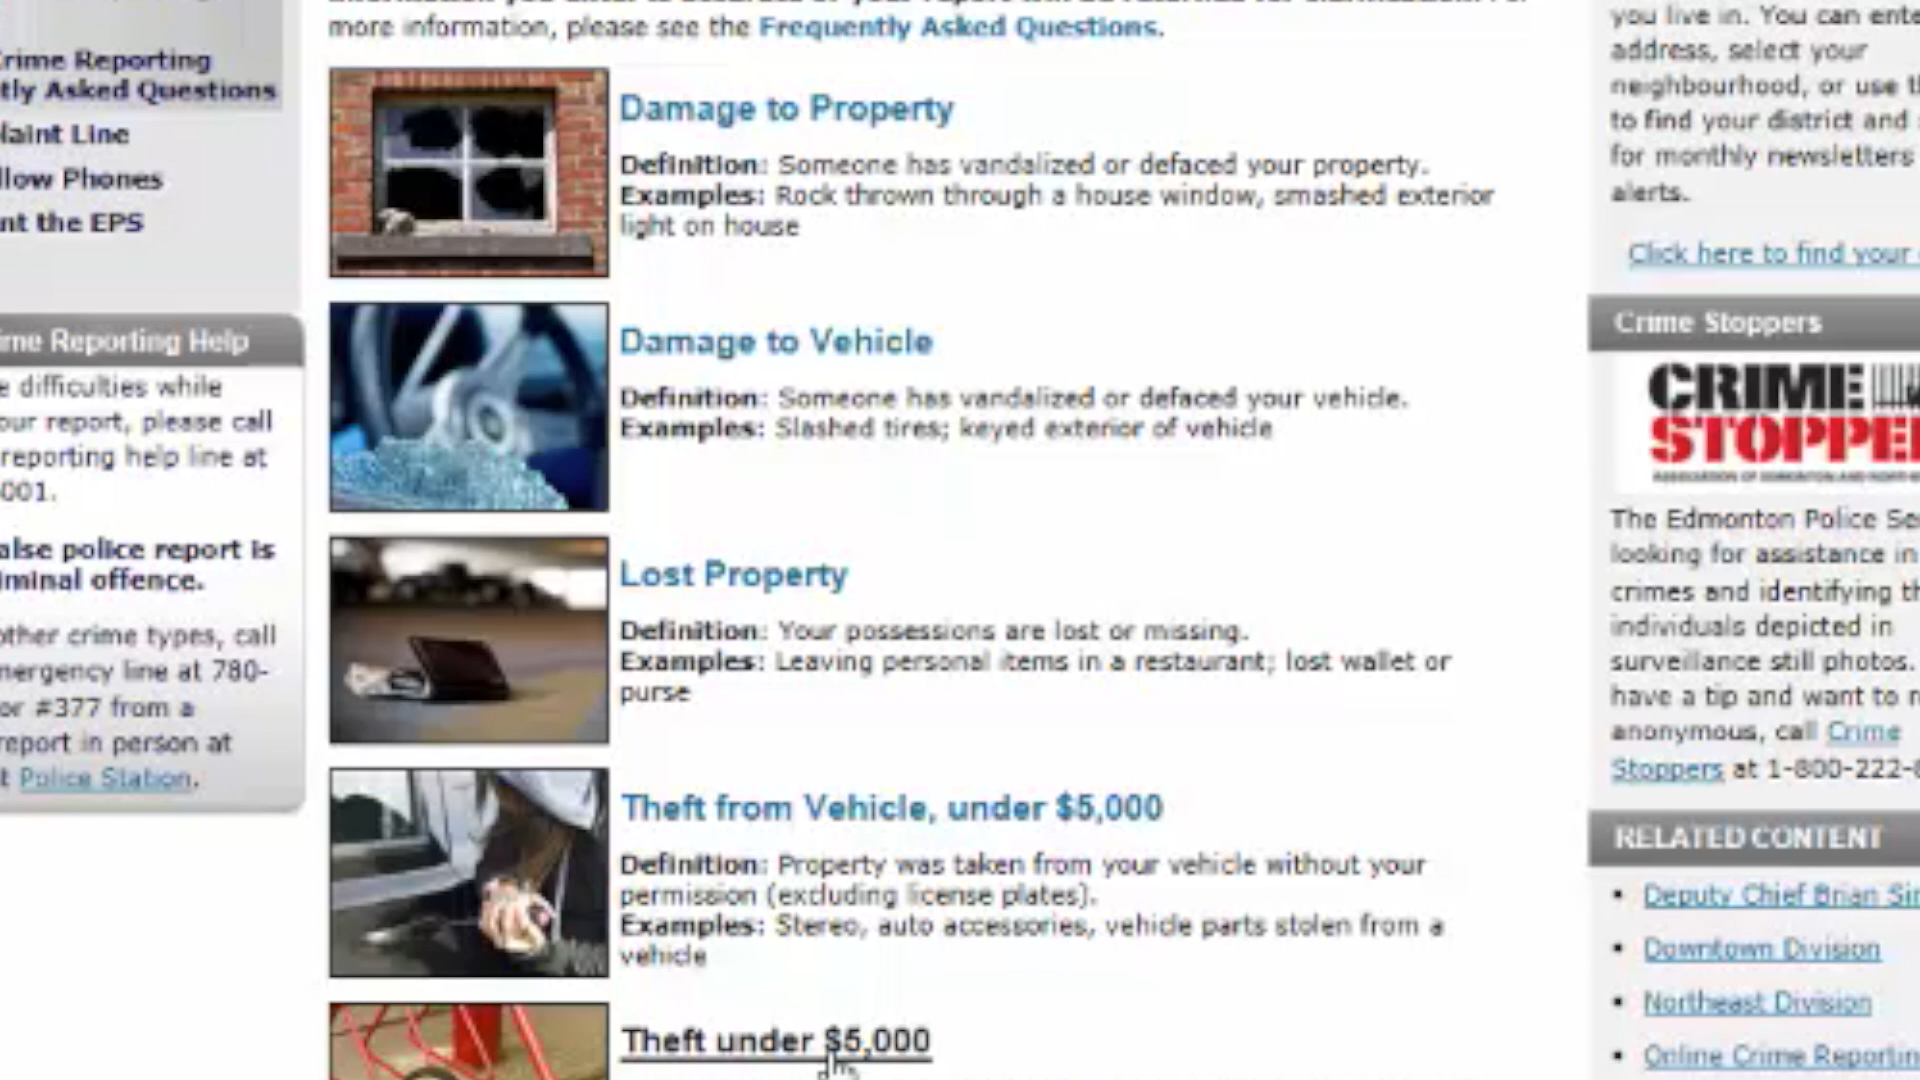 more information, please see the Frequently Asked Questions.
Crime Reporting
tly Asked Questions
laint Line
llow Phones
nt the EPS
ime Reporting Help
e difficulties while
our report, please call
reporting help line at
001.
alse police report is
iminal offence.
other crime types, call
mergency line at 780-
or #377 from a
report in person at
t Police Station.
Damage to Property
Definition: Someone has vandalized or defaced your property.
Examples: Rock thrown through a house window, smashed exterior
light on house
Damage to Vehicle
Definition: Someone has vandalized or defaced your vehicle.
Examples: Slashed tires; keyed exterior of vehicle
Lost Property
Definition: Your possessions are lost or missing.
Examples: Leaving personal items in a restaurant; lost wallet or
purse
Theft from Vehicle, under $5,000
Definition: Property was taken from your vehicle without your
permission (excluding license plates).
Examples: Stereo, auto accessories, vehicle parts stolen from a
vehicle
Theft under $5,000
you live in. You can ente
address, select your
neighbourhood, or use th
to find your district and
for monthly newsletters
alerts.
Click here to find your
Crime Stoppers
CRIME
STOPPE
The Edmonton Police Se
looking for assistance in
crimes and identifying th
individuals depicted in
surveillance still photos.
have a tip and want to r
anonymous, call Crime
Stoppers at 1-800-222-8
RELATED CONTENT
• Deputy Chief Brian Sim
• Downtown Division
• Northeast Division
• Online Crime Reporting